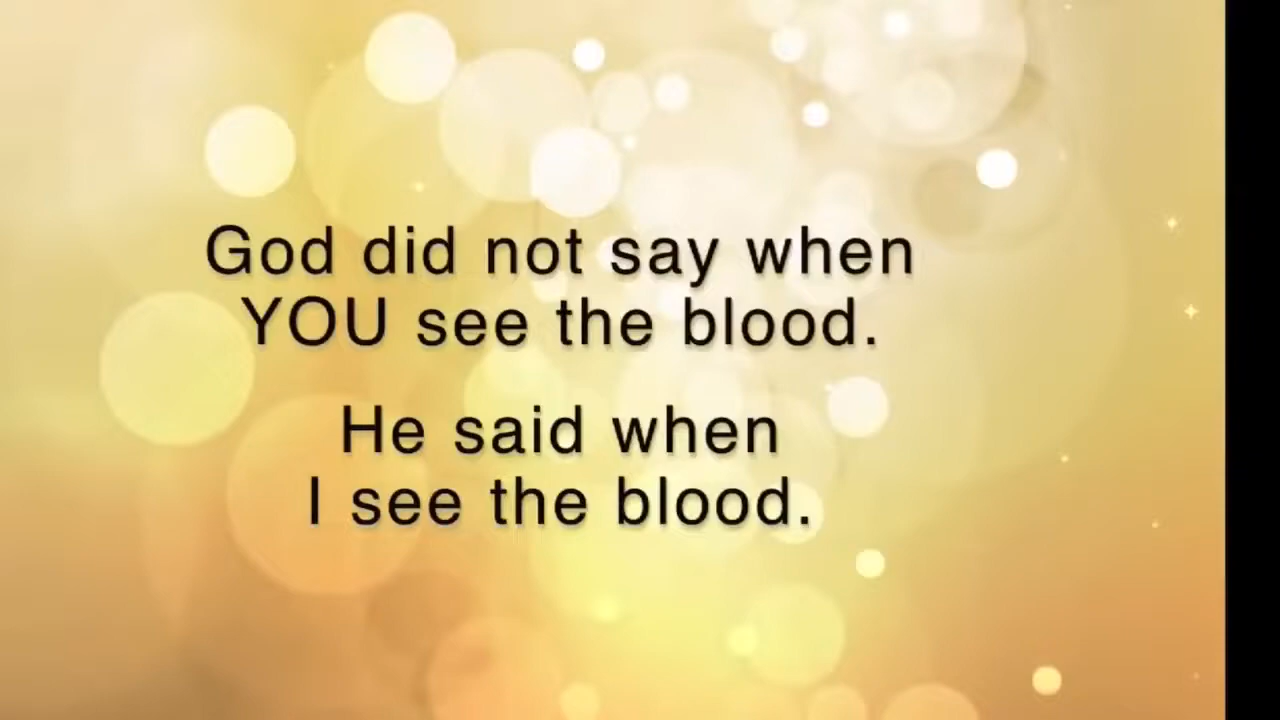 God did not say when
YOU see the blood.
He said when
I see the blood.